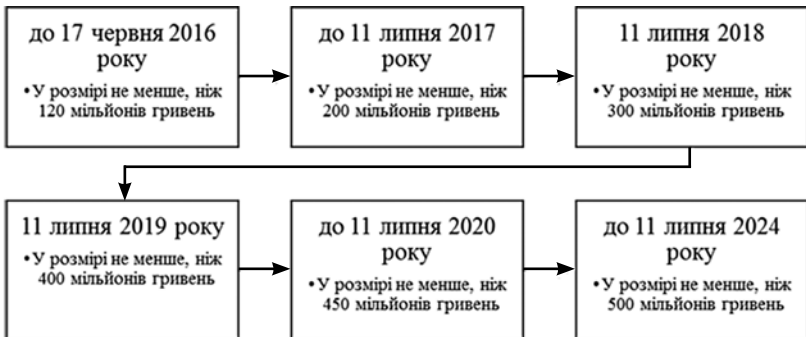 до 17 червня 2016
року
•У розмірі не менше, ніж
120 мільйонів гривень
до 11 липня 2017
року
•У розмірі не менше, ніж
200 мільйонів гривень
11 липня 2018
року
•У розмірі не менше, ніж
300 мільйонів гривень
11 липня 2019 року
•У розмірі не менше, ніж
400 мільйонів гривень
до 11 липня 2020
року
•У розмірі не менше, ніж
450 мільйонів гривень
до 11 липня 2024
року
•У розмірі не менше, ніж
500 мільйонів гривень